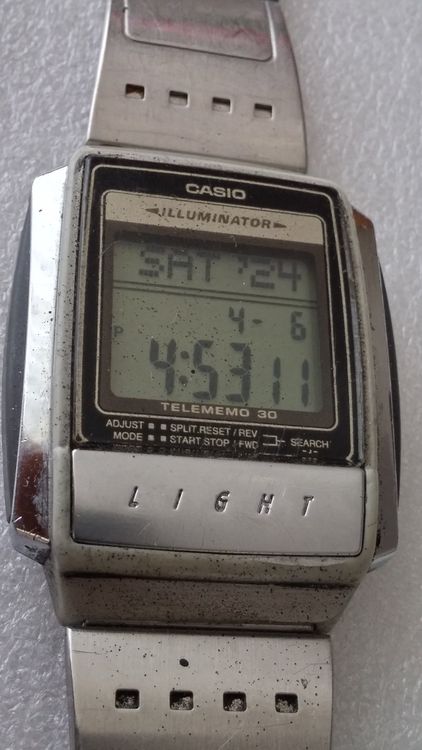 CASIO
ILLUMINATOR
SAT '24
4- 6
P
4:53 11
TELEMEMO 30
ADJUST SPLIT.RESET/REV
MODE START.STOP/FWD SEARCH
LIGHT